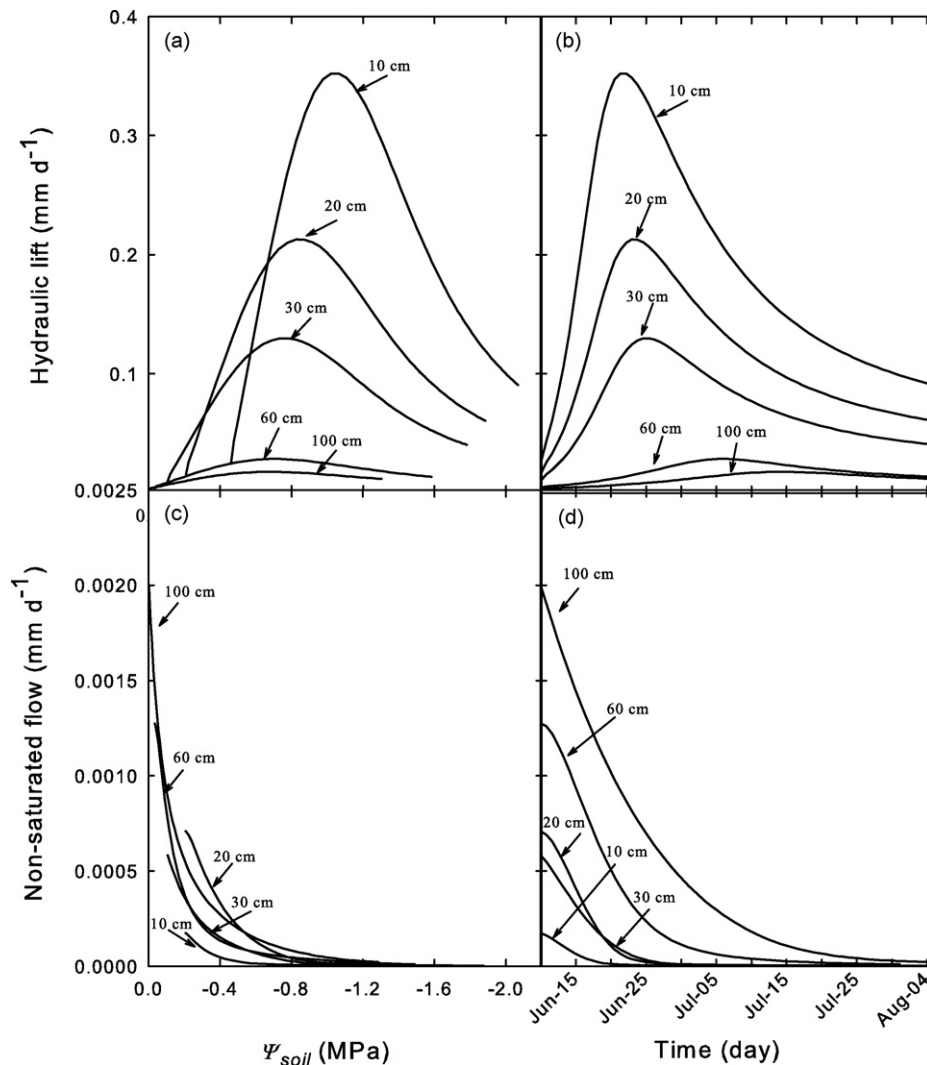 0.4
(a)
(b)
10 cm
10 cm
0.3
Hydraulic lift (mm d⁻¹)
20 cm
20 cm
0.2
30 cm
30 cm
0.1
60 cm
100 cm
60 cm
100 cm
0.0025
0.
(c)
(d)
100 cm
100 cm
0.0020
Non-saturated flow (mm d⁻¹)
0.0015
60 cm
60 cm
0.0010
20 cm
20 cm
10 cm
0.0005
30 cm
30 cm
10 cm
0.0000
0.0 -0.4 -0.8 -1.2 -1.6 -2.0
Jun-15 Jun-25 Jul-05 Jul-15 Jul-25 Aug-04
Ψsoil (MPa)
Time (day)